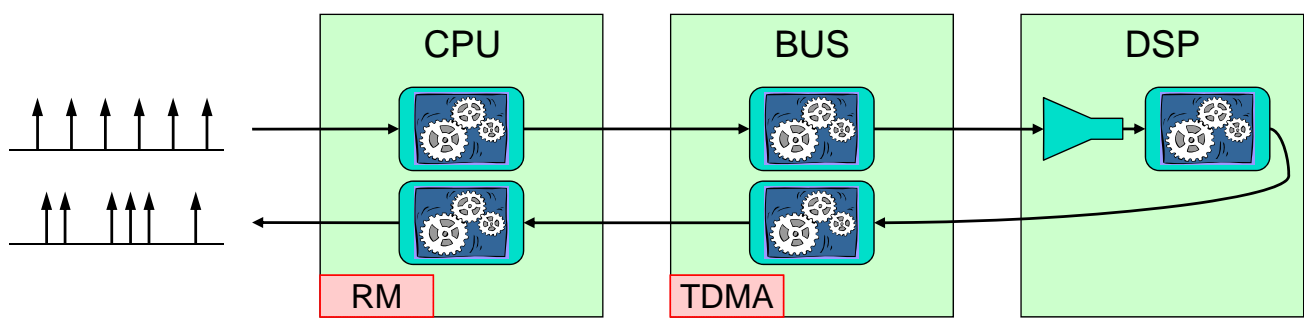 CPU
BUS
DSP
RM
TDMA